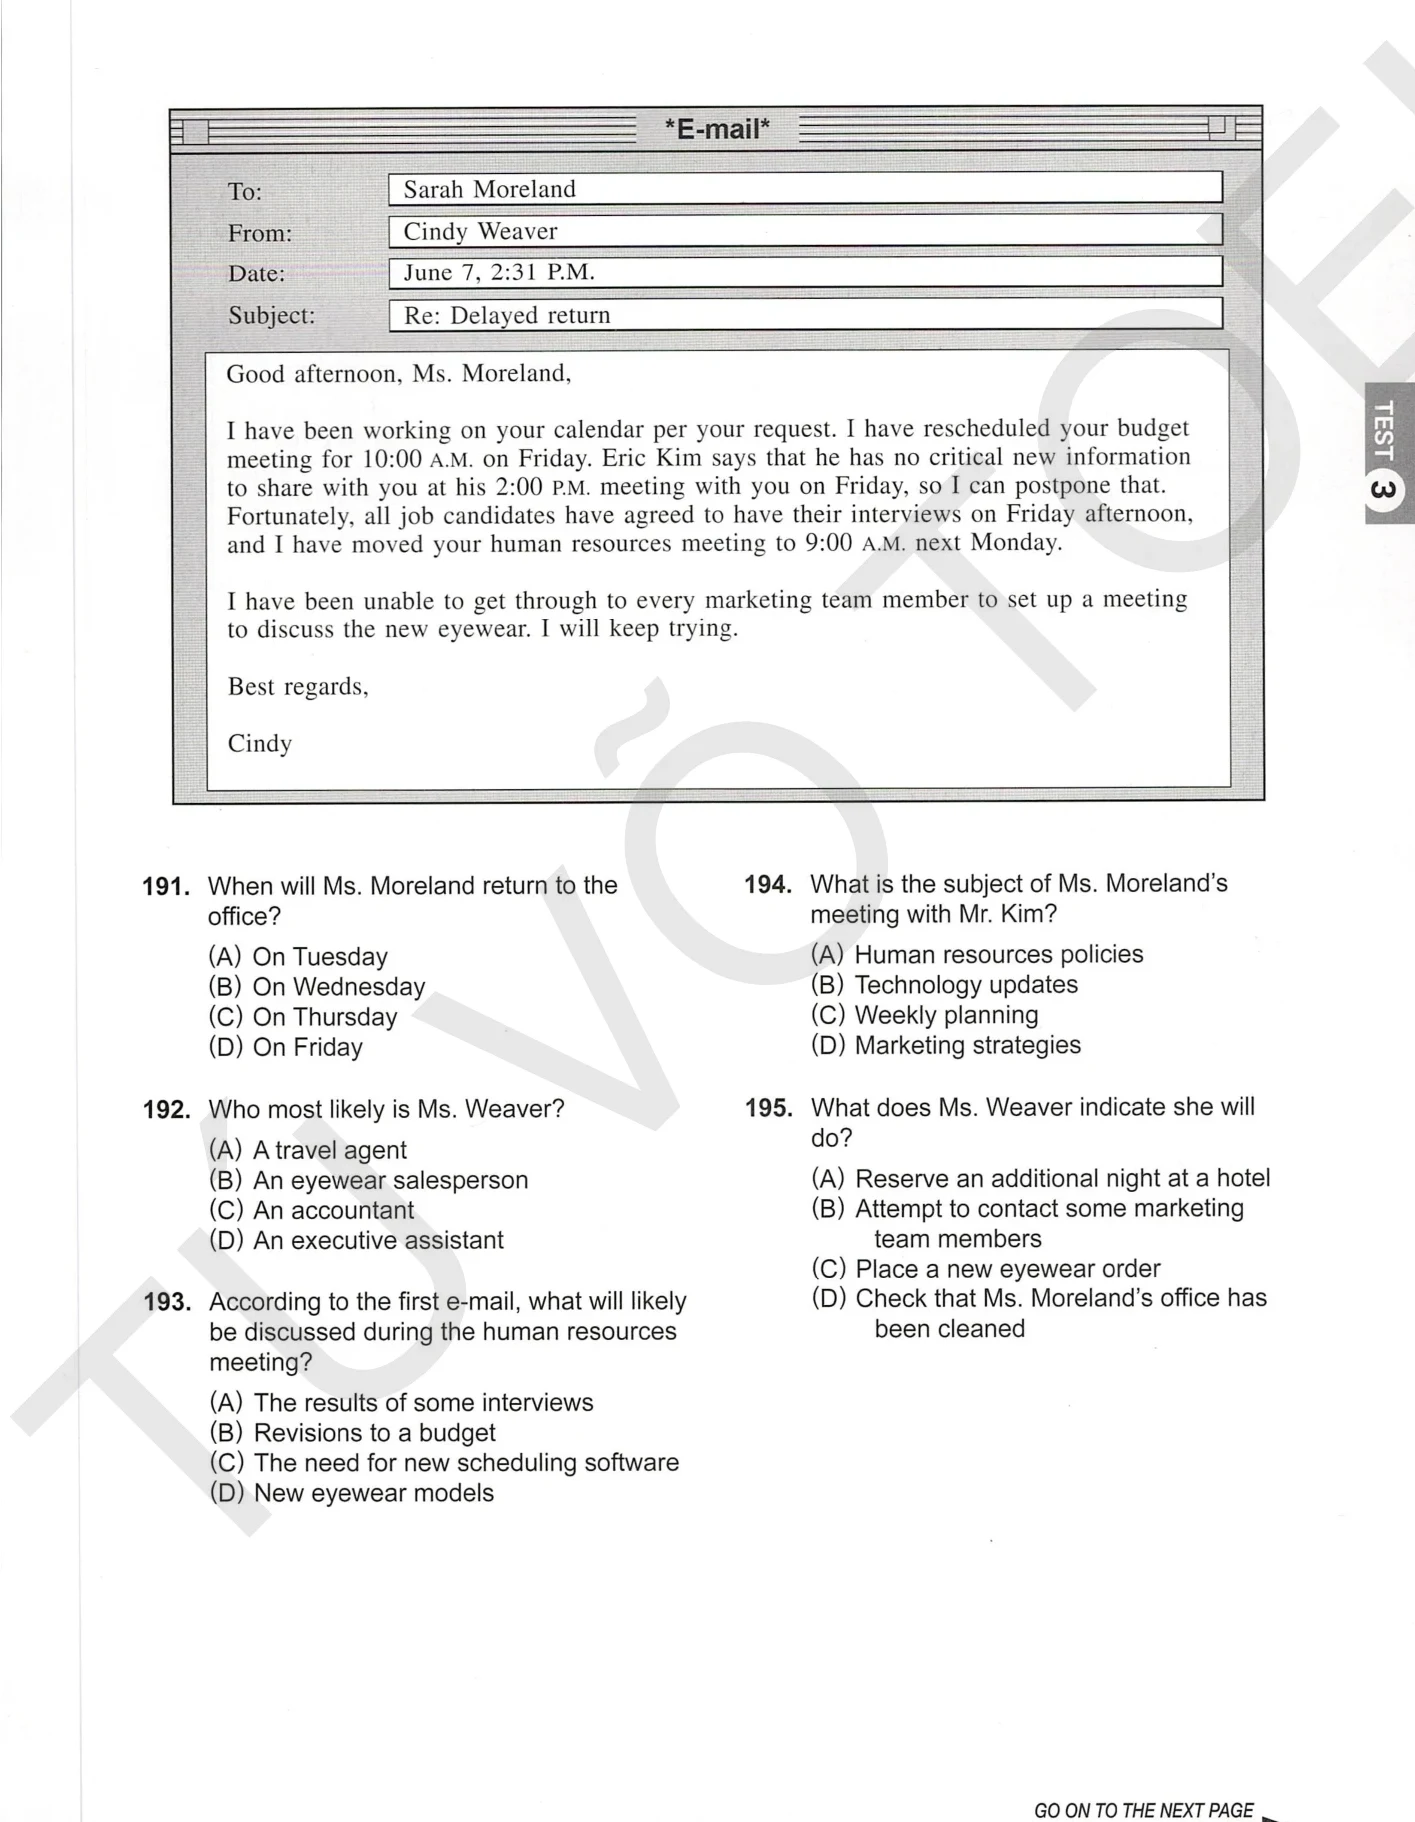 *E-mail*
To: Sarah Moreland
From: Cindy Weaver
Date: June 7, 2:31 P.M.
Subject: Re: Delayed return
Good afternoon, Ms. Moreland,
I have been working on your calendar per your request. I have rescheduled your budget
meeting for 10:00 A.M. on Friday. Eric Kim says that he has no critical new information
to share with you at his 2:00 P.M. meeting with you on Friday, so I can postpone that.
Fortunately, all job candidates have agreed to have their interviews on Friday afternoon,
and I have moved your human resources meeting to 9:00 A.M. next Monday.
I have been unable to get through to every marketing team member to set up a meeting
to discuss the new eyewear. I will keep trying.
Best regards,
Cindy
TEST 3
191. When will Ms. Moreland return to the
office?
(A) On Tuesday
(B) On Wednesday
(C) On Thursday
(D) On Friday
192. Who most likely is Ms. Weaver?
(A) A travel agent
(B) An eyewear salesperson
(C) An accountant
(D) An executive assistant
193. According to the first e-mail, what will likely
be discussed during the human resources
meeting?
(A) The results of some interviews
(B) Revisions to a budget
(C) The need for new scheduling software
(D) New eyewear models
194. What is the subject of Ms. Moreland's
meeting with Mr. Kim?
(A) Human resources policies
(B) Technology updates
(C) Weekly planning
(D) Marketing strategies
195. What does Ms. Weaver indicate she will
do?
(A) Reserve an additional night at a hotel
(B) Attempt to contact some marketing
team members
(C) Place a new eyewear order
(D) Check that Ms. Moreland's office has
been cleaned
GO ON TO THE NEXT PAGE
TÚ VÕ TOE